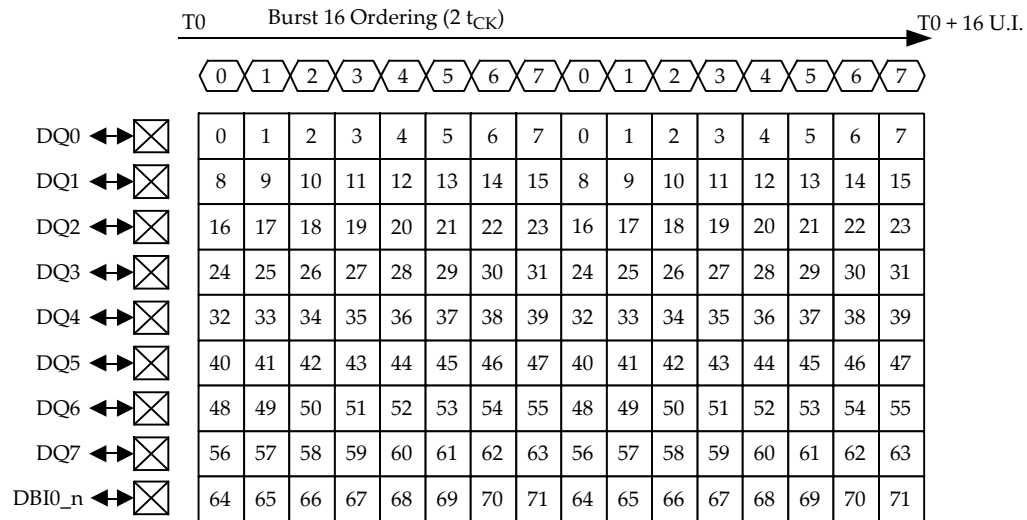 Burst 16 Ordering (2 tCK)
T0 T0 + 16 U.I.
0 1 2 3 4 5 6 7 0 1 2 3 4 5 6 7
DQ0 0 1 2 3 4 5 6 7 0 1 2 3 4 5 6 7
DQ1 8 9 10 11 12 13 14 15 8 9 10 11 12 13 14 15
DQ2 16 17 18 19 20 21 22 23 16 17 18 19 20 21 22 23
DQ3 24 25 26 27 28 29 30 31 24 25 26 27 28 29 30 31
DQ4 32 33 34 35 36 37 38 39 32 33 34 35 36 37 38 39
DQ5 40 41 42 43 44 45 46 47 40 41 42 43 44 45 46 47
DQ6 48 49 50 51 52 53 54 55 48 49 50 51 52 53 54 55
DQ7 56 57 58 59 60 61 62 63 56 57 58 59 60 61 62 63
DBI0_n 64 65 66 67 68 69 70 71 64 65 66 67 68 69 70 71